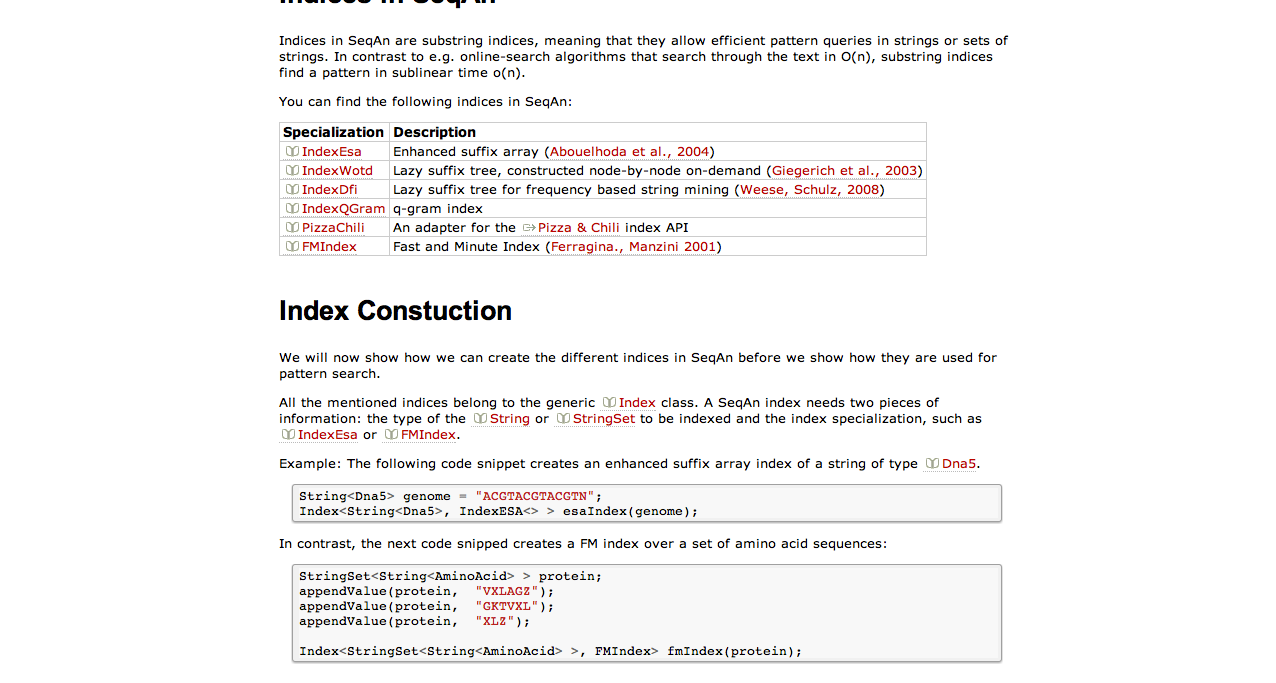 Indices in SeqAn
Indices in SeqAn are substring indices, meaning that they allow efficient pattern queries in strings or sets of
strings. In contrast to e.g. online-search algorithms that search through the text in O(n), substring indices
find a pattern in sublinear time o(n).
You can find the following indices in SeqAn:
Specialization Description
IndexEsa Enhanced suffix array (Abouelhoda et al., 2004)
IndexWotd Lazy suffix tree, constructed node-by-node on-demand (Giegerich et al., 2003)
IndexDfi Lazy suffix tree for frequency based string mining (Weese, Schulz, 2008)
IndexQGram q-gram index
PizzaChili An adapter for the Pizza & Chili index API
FMIndex Fast and Minute Index (Ferragina., Manzini 2001)
Index Constuction
We will now show how we can create the different indices in SeqAn before we show how they are used for
pattern search.
All the mentioned indices belong to the generic Index class. A SeqAn index needs two pieces of
information: the type of the String or StringSet to be indexed and the index specialization, such as
IndexEsa or FMIndex.
Example: The following code snippet creates an enhanced suffix array index of a string of type Dna5.
String<Dna5> genome = "ACGTACGTACGTN";
Index<String<Dna5>, IndexESA<> > esaIndex(genome);
In contrast, the next code snipped creates a FM index over a set of amino acid sequences:
StringSet<String<AminoAcid> > protein;
appendValue(protein, "VXLAGZ");
appendValue(protein, "GKTVXL");
appendValue(protein, "XLZ");
Index<StringSet<String<AminoAcid> >, FMIndex> fmIndex(protein);